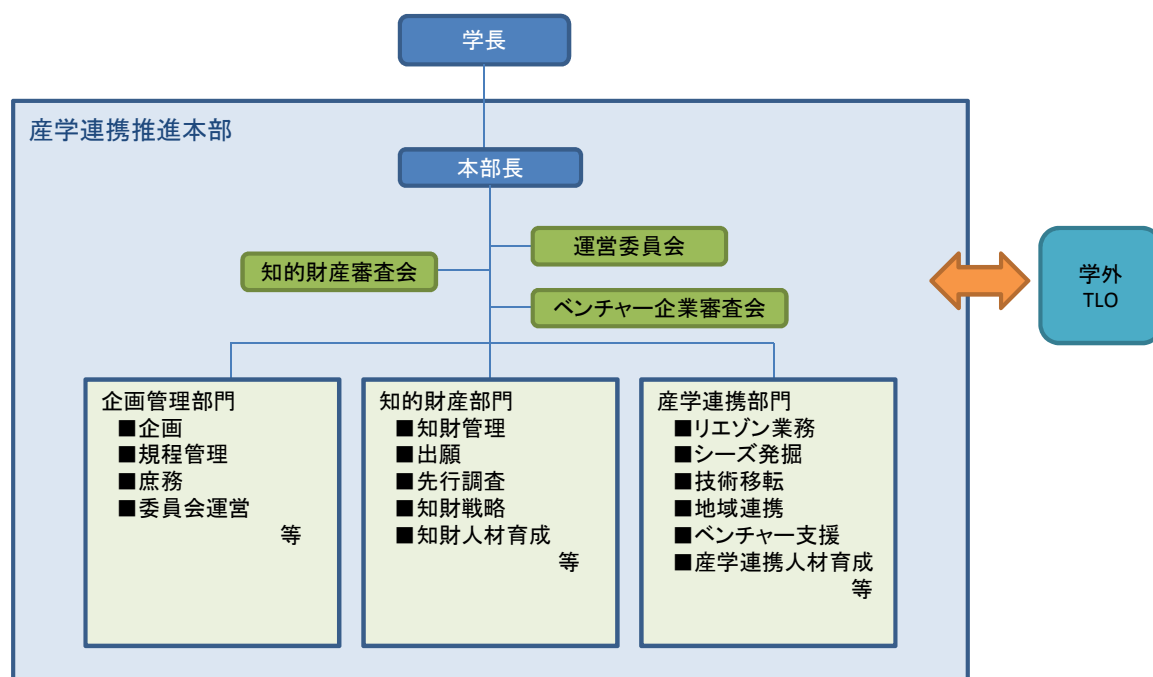 学長
産学連携推進本部
本部長
運営委員会
知的財産審査会
ベンチャー企業審査会
学外
TLO
企画管理部門
■企画
■規程管理
■庶務
■委員会運営
等
知的財産部門
■知財管理
■出願
■先行調査
■知財戦略
■知財人材育成
等
産学連携部門
■リエゾン業務
■シーズ発掘
■技術移転
■地域連携
■ベンチャー支援
■産学連携人材育成
等